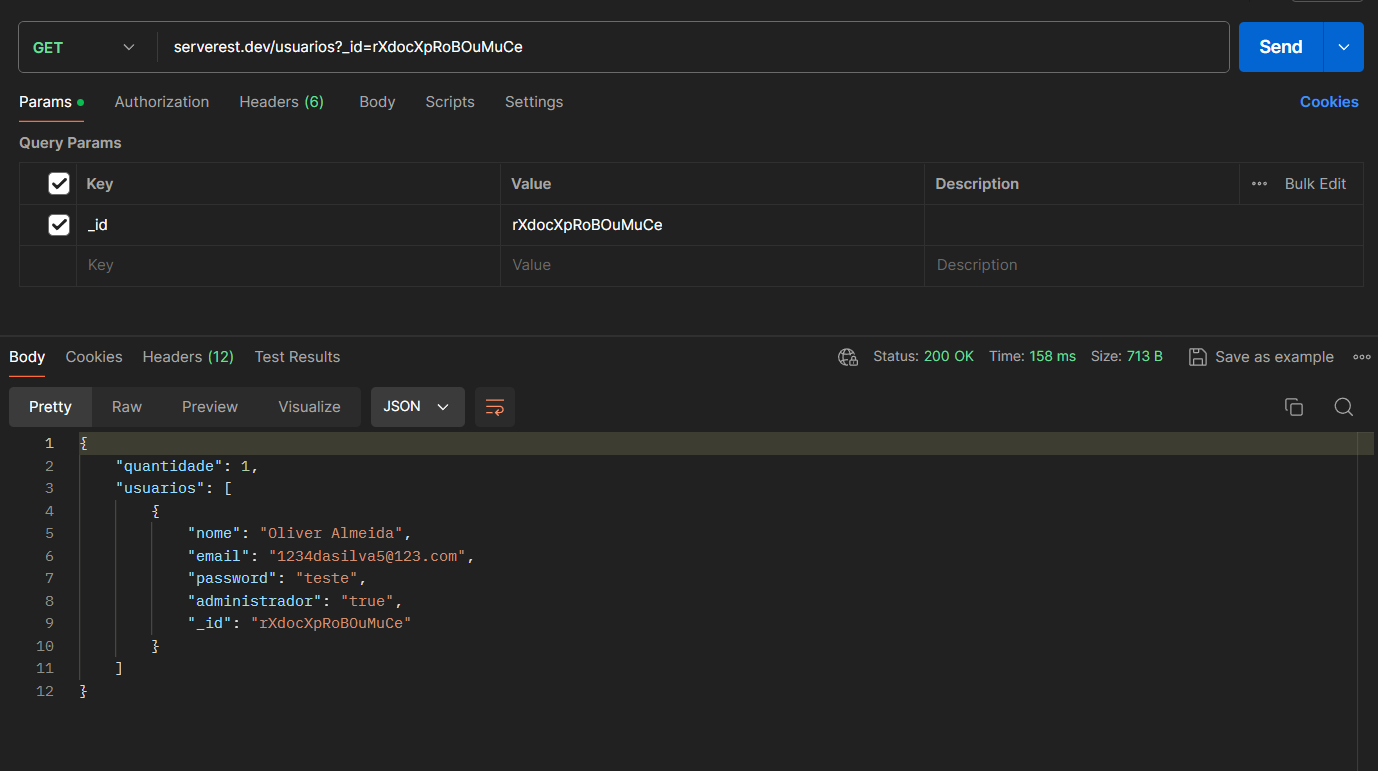 GET serverest.dev/usuarios?_id=rXdocXpRoBOuMuCe Send
Params Authorization Headers (6) Body Scripts Settings Cookies
Query Params
Key Value Description Bulk Edit
_id rXdocXpRoBOuMuCe
Key Value Description
Body Cookies Headers (12) Test Results Status: 200 OK Time: 158 ms Size: 713 B Save as example
Pretty Raw Preview Visualize JSON
1 {
2 "quantidade": 1,
3 "usuarios": [
4 {
5 "nome": "Oliver Almeida",
6 "email": "1234dasilva5@123.com",
7 "password": "teste",
8 "administrador": "true",
9 "_id": "rXdocXpRoBOuMuCe"
10 }
11 ]
12 }